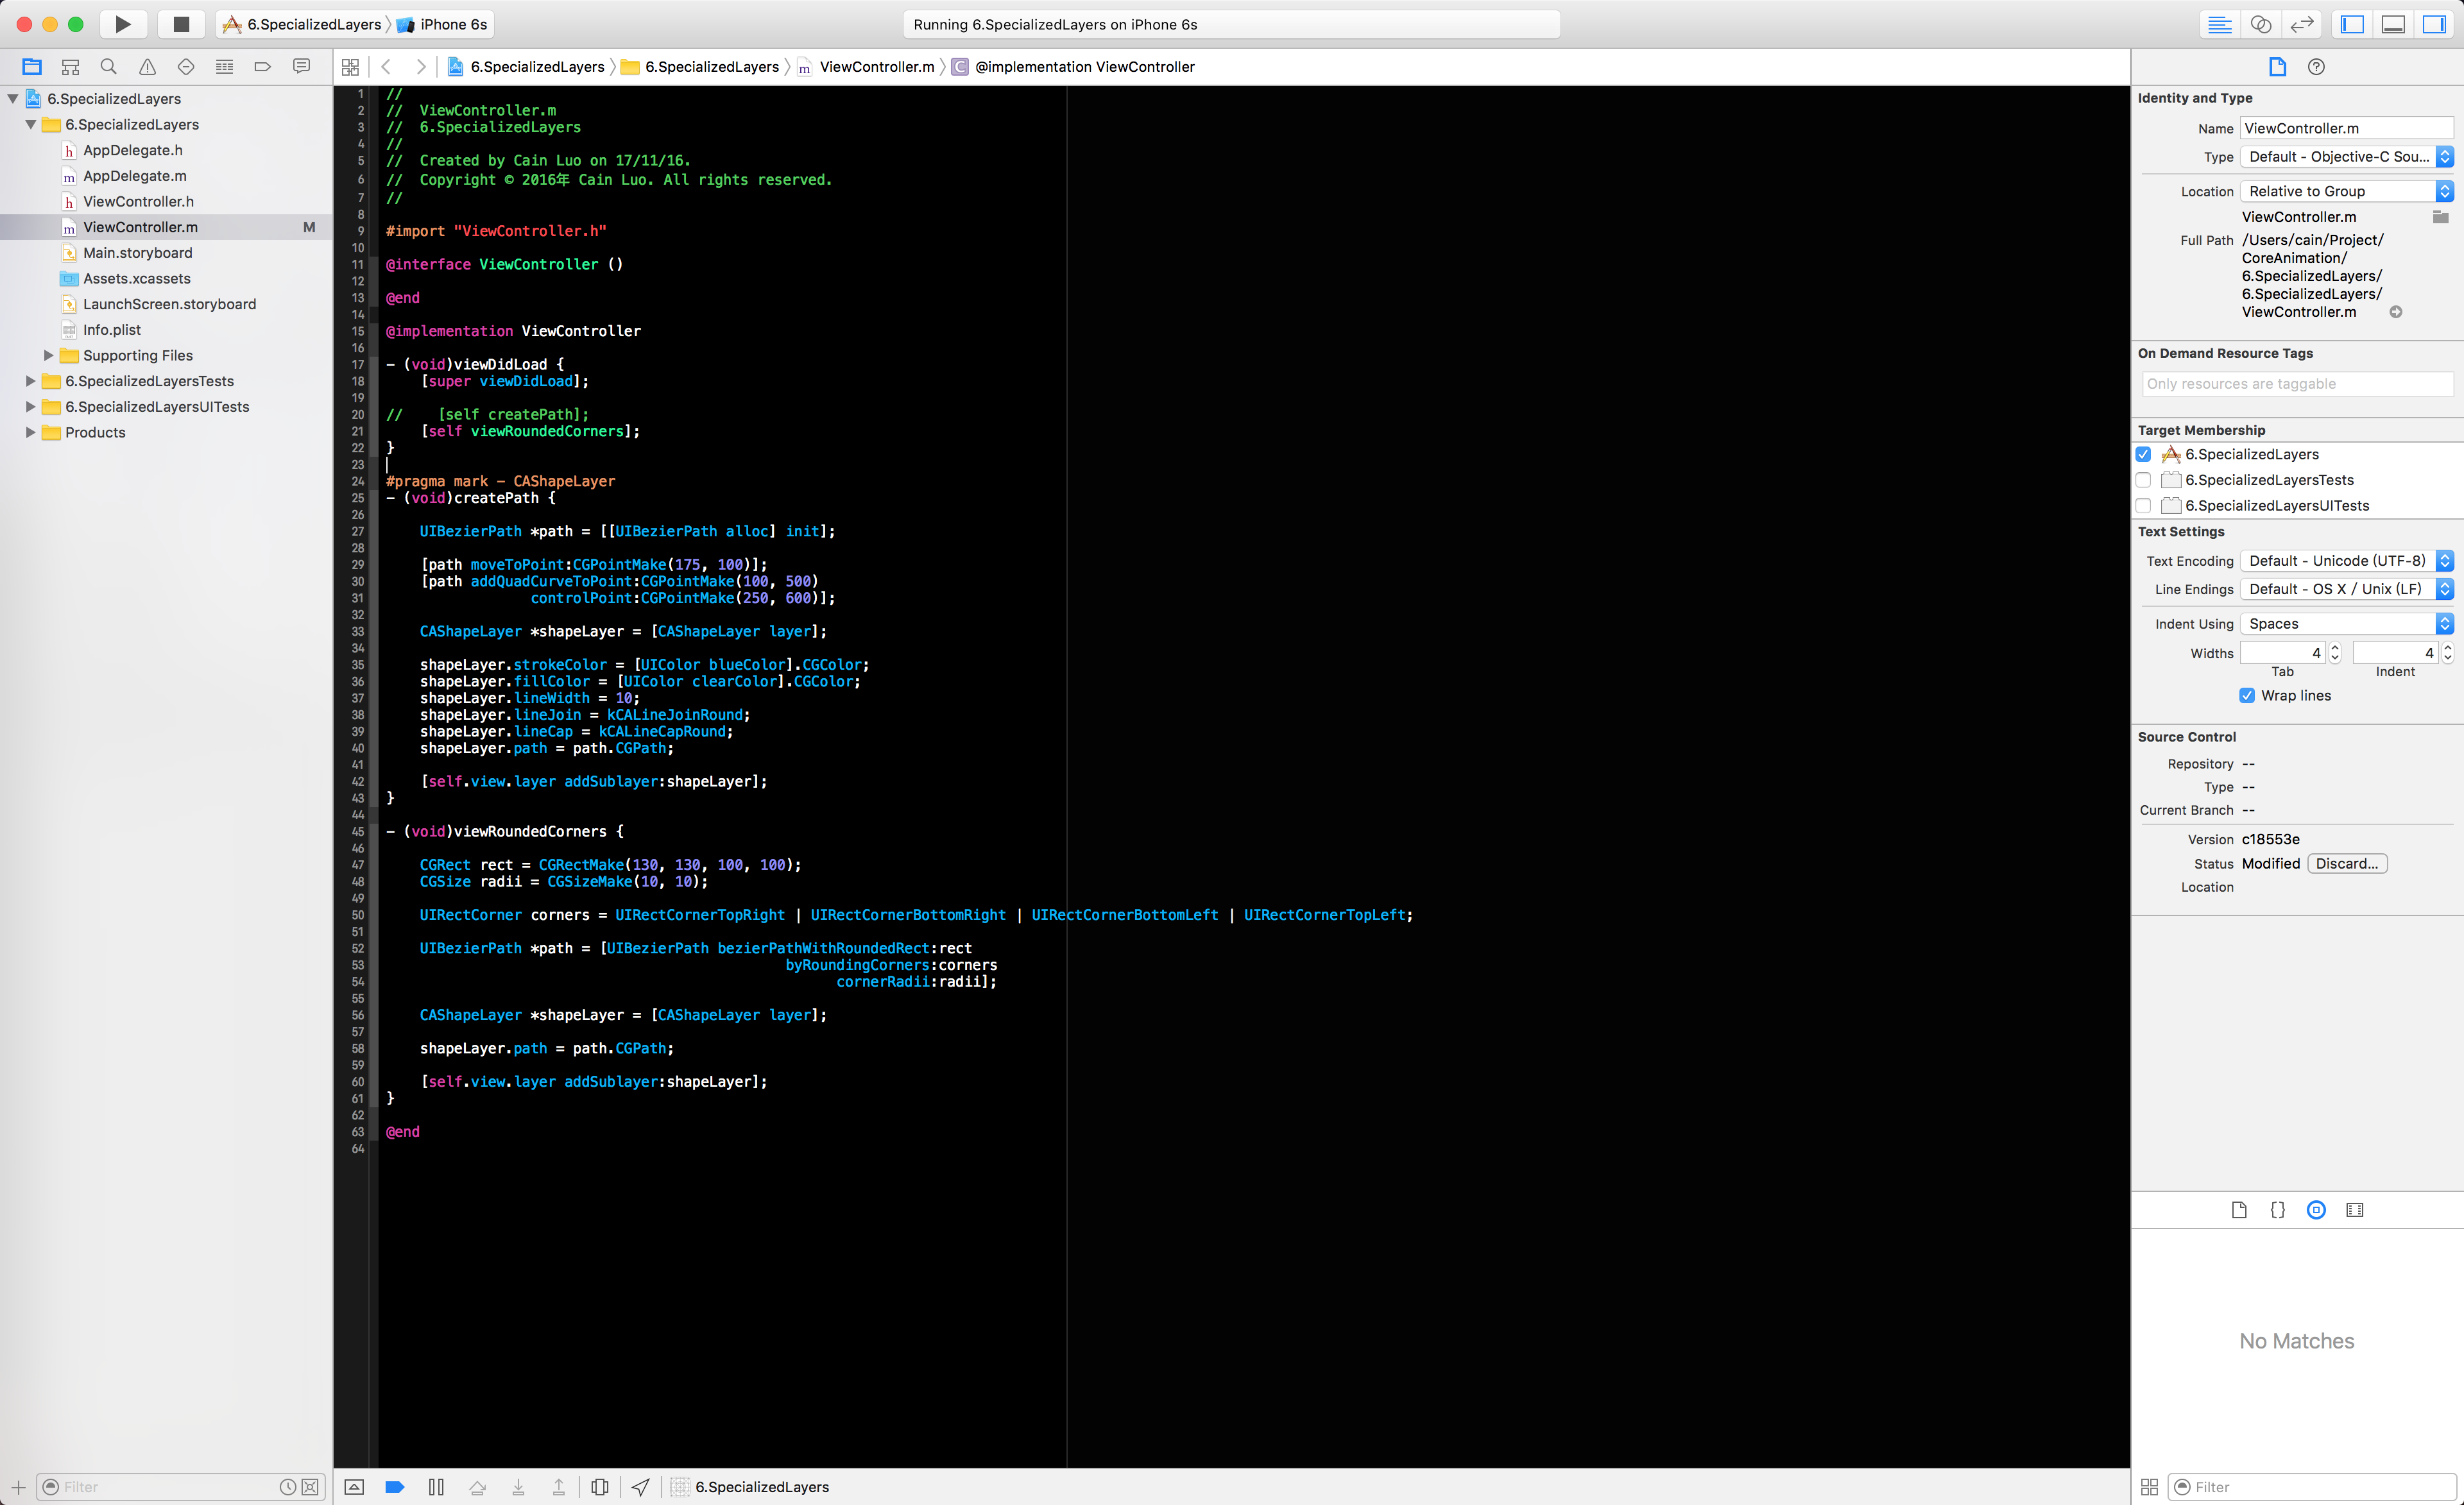 6.SpecializedLayers
iPhone 6s
Running 6.SpecializedLayers on iPhone 6s
6.SpecializedLayers
6.SpecializedLayers
ViewController.m
@implementation ViewController
6.SpecializedLayers
6.SpecializedLayers
AppDelegate.h
AppDelegate.m
ViewController.h
ViewController.m M
Main.storyboard
Assets.xcassets
LaunchScreen.storyboard
Info.plist
Supporting Files
6.SpecializedLayersTests
6.SpecializedLayersUITests
Products
Filter
1 //
2 //  ViewController.m
3 //  6.SpecializedLayers
4 //
5 //  Created by Cain Luo on 17/11/16.
6 //  Copyright © 2016年 Cain Luo. All rights reserved.
7 //
8
9 #import "ViewController.h"
10
11 @interface ViewController ()
12
13 @end
14
15 @implementation ViewController
16
17 - (void)viewDidLoad {
18     [super viewDidLoad];
19
20 //    [self createPath];
21     [self viewRoundedCorners];
22 }
23
24 #pragma mark - CAShapeLayer
25 - (void)createPath {
26
27     UIBezierPath *path = [[UIBezierPath alloc] init];
28
29     [path moveToPoint:CGPointMake(175, 100)];
30     [path addQuadCurveToPoint:CGPointMake(100, 500)
31                  controlPoint:CGPointMake(250, 600)];
32
33     CAShapeLayer *shapeLayer = [CAShapeLayer layer];
34
35     shapeLayer.strokeColor = [UIColor blueColor].CGColor;
36     shapeLayer.fillColor = [UIColor clearColor].CGColor;
37     shapeLayer.lineWidth = 10;
38     shapeLayer.lineJoin = kCALineJoinRound;
39     shapeLayer.lineCap = kCALineCapRound;
40     shapeLayer.path = path.CGPath;
41
42     [self.view.layer addSublayer:shapeLayer];
43 }
44
45 - (void)viewRoundedCorners {
46
47     CGRect rect = CGRectMake(130, 130, 100, 100);
48     CGSize radii = CGSizeMake(10, 10);
49
50     UIRectCorner corners = UIRectCornerTopRight | UIRectCornerBottomRight | UIRectCornerBottomLeft | UIRectCornerTopLeft;
51
52     UIBezierPath *path = [UIBezierPath bezierPathWithRoundedRect:rect
53                                                byRoundingCorners:corners
54                                                      cornerRadii:radii];
55
56     CAShapeLayer *shapeLayer = [CAShapeLayer layer];
57
58     shapeLayer.path = path.CGPath;
59
60     [self.view.layer addSublayer:shapeLayer];
61 }
62
63 @end
64
6.SpecializedLayers
Identity and Type
Name ViewController.m
Type Default - Objective-C Sou...
Location Relative to Group
ViewController.m
Full Path /Users/cain/Project/
CoreAnimation/
6.SpecializedLayers/
6.SpecializedLayers/
ViewController.m
On Demand Resource Tags
Only resources are taggable
Target Membership
6.SpecializedLayers
6.SpecializedLayersTests
6.SpecializedLayersUITests
Text Settings
Text Encoding Default - Unicode (UTF-8)
Line Endings Default - OS X / Unix (LF)
Indent Using Spaces
Widths 4 4
Tab Indent
Wrap lines
Source Control
Repository --
Type --
Current Branch --
Version c18553e
Status Modified Discard...
Location
No Matches
Filter